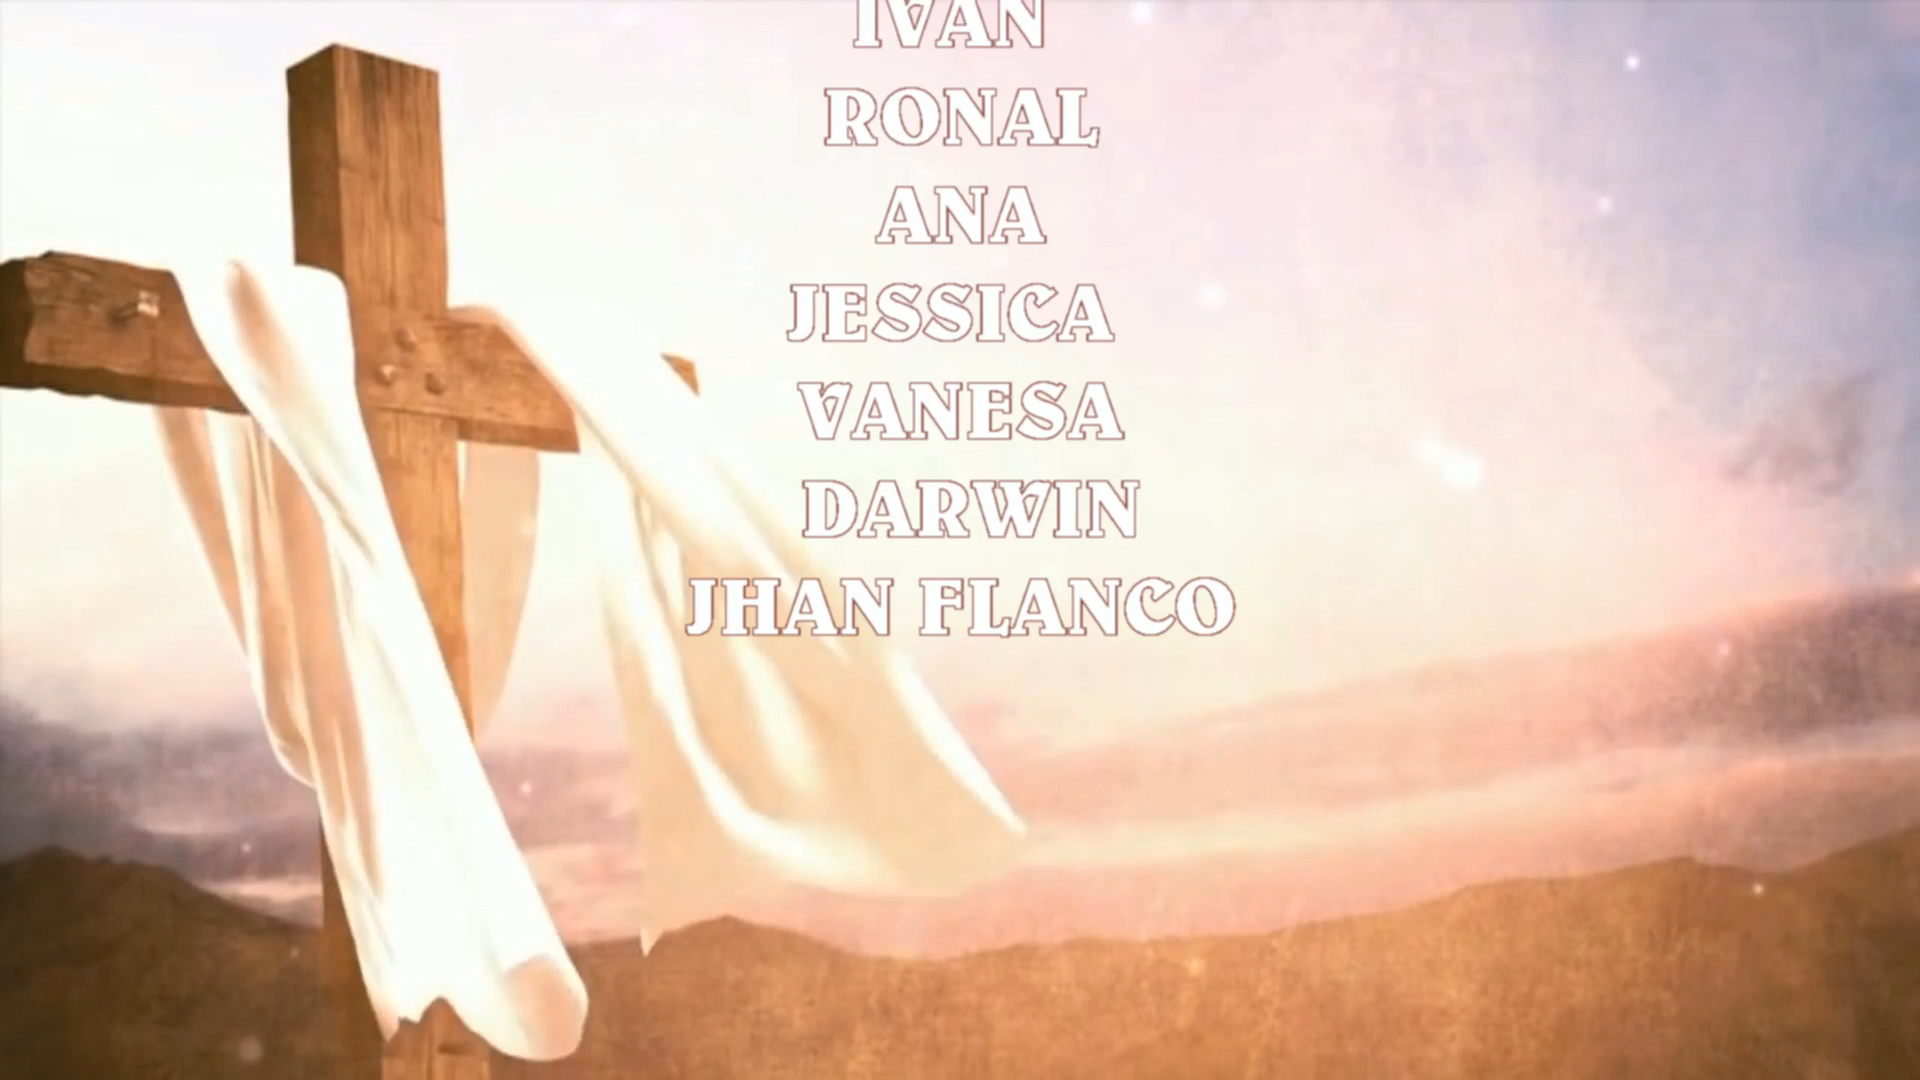 IVAN
RONAL
ANA
JESSICA
VANESA
DARWIN
JHAN FLANCO